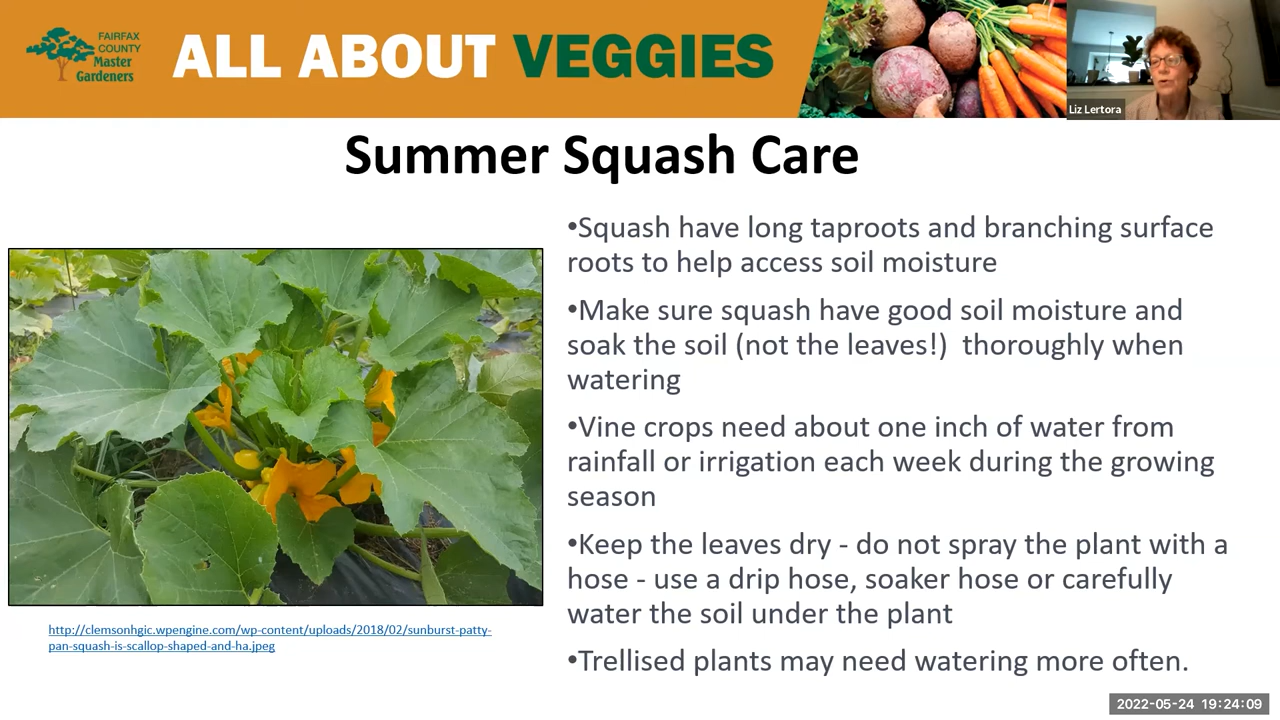 FAIRFAX
COUNTY
Master
Gardeners
ALL ABOUT VEGGIES
Liz Lertora
Summer Squash Care
•Squash have long taproots and branching surface
roots to help access soil moisture
•Make sure squash have good soil moisture and
soak the soil (not the leaves!)  thoroughly when
watering
•Vine crops need about one inch of water from
rainfall or irrigation each week during the growing
season
•Keep the leaves dry - do not spray the plant with a
hose - use a drip hose, soaker hose or carefully
water the soil under the plant
•Trellised plants may need watering more often.
http://clemsonhgic.wpengine.com/wp-content/uploads/2018/02/sunburst-patty-
pan-squash-is-scallop-shaped-and-ha.jpeg
2022-05-24 19:24:09